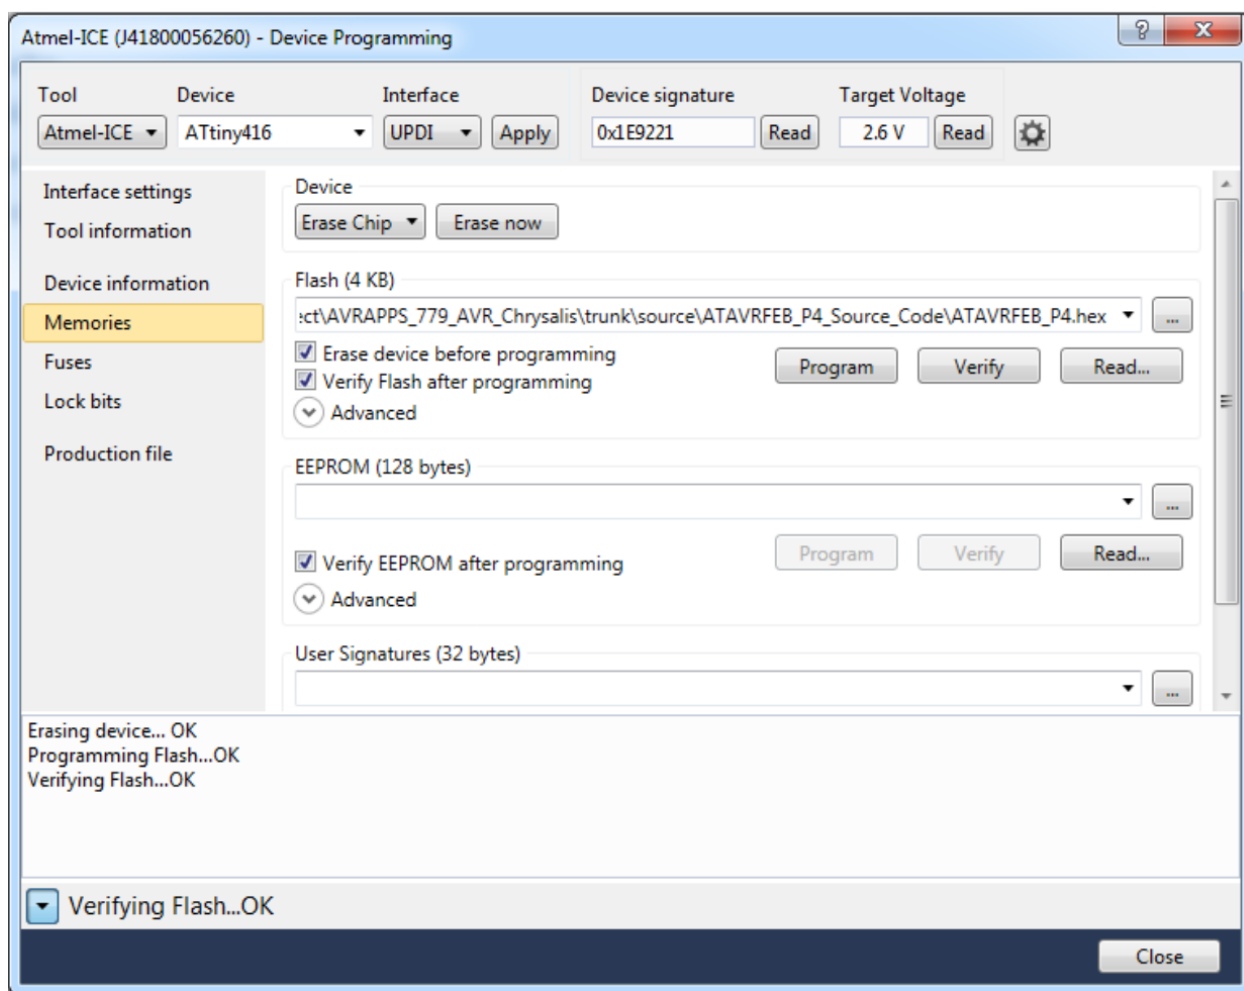 Atmel-ICE (J41800056260) - Device Programming
?
Tool Device Interface Device signature Target Voltage
Atmel-ICE ATtiny416 UPDI Apply 0x1E9221 Read 2.6 V Read
Interface settings
Tool information
Device information
Memories
Fuses
Lock bits
Production file
Device
Erase Chip Erase now
Flash (4 KB)
:ct\AVRAPPS_779_AVR_Chrysalis\trunk\source\ATAVRFEB_P4_Source_Code\ATAVRFEB_P4.hex ...
Erase device before programming
Verify Flash after programming
Program Verify Read...
Advanced
EEPROM (128 bytes)
...
Verify EEPROM after programming
Program Verify Read...
Advanced
User Signatures (32 bytes)
...
Erasing device... OK
Programming Flash...OK
Verifying Flash...OK
Verifying Flash...OK
Close